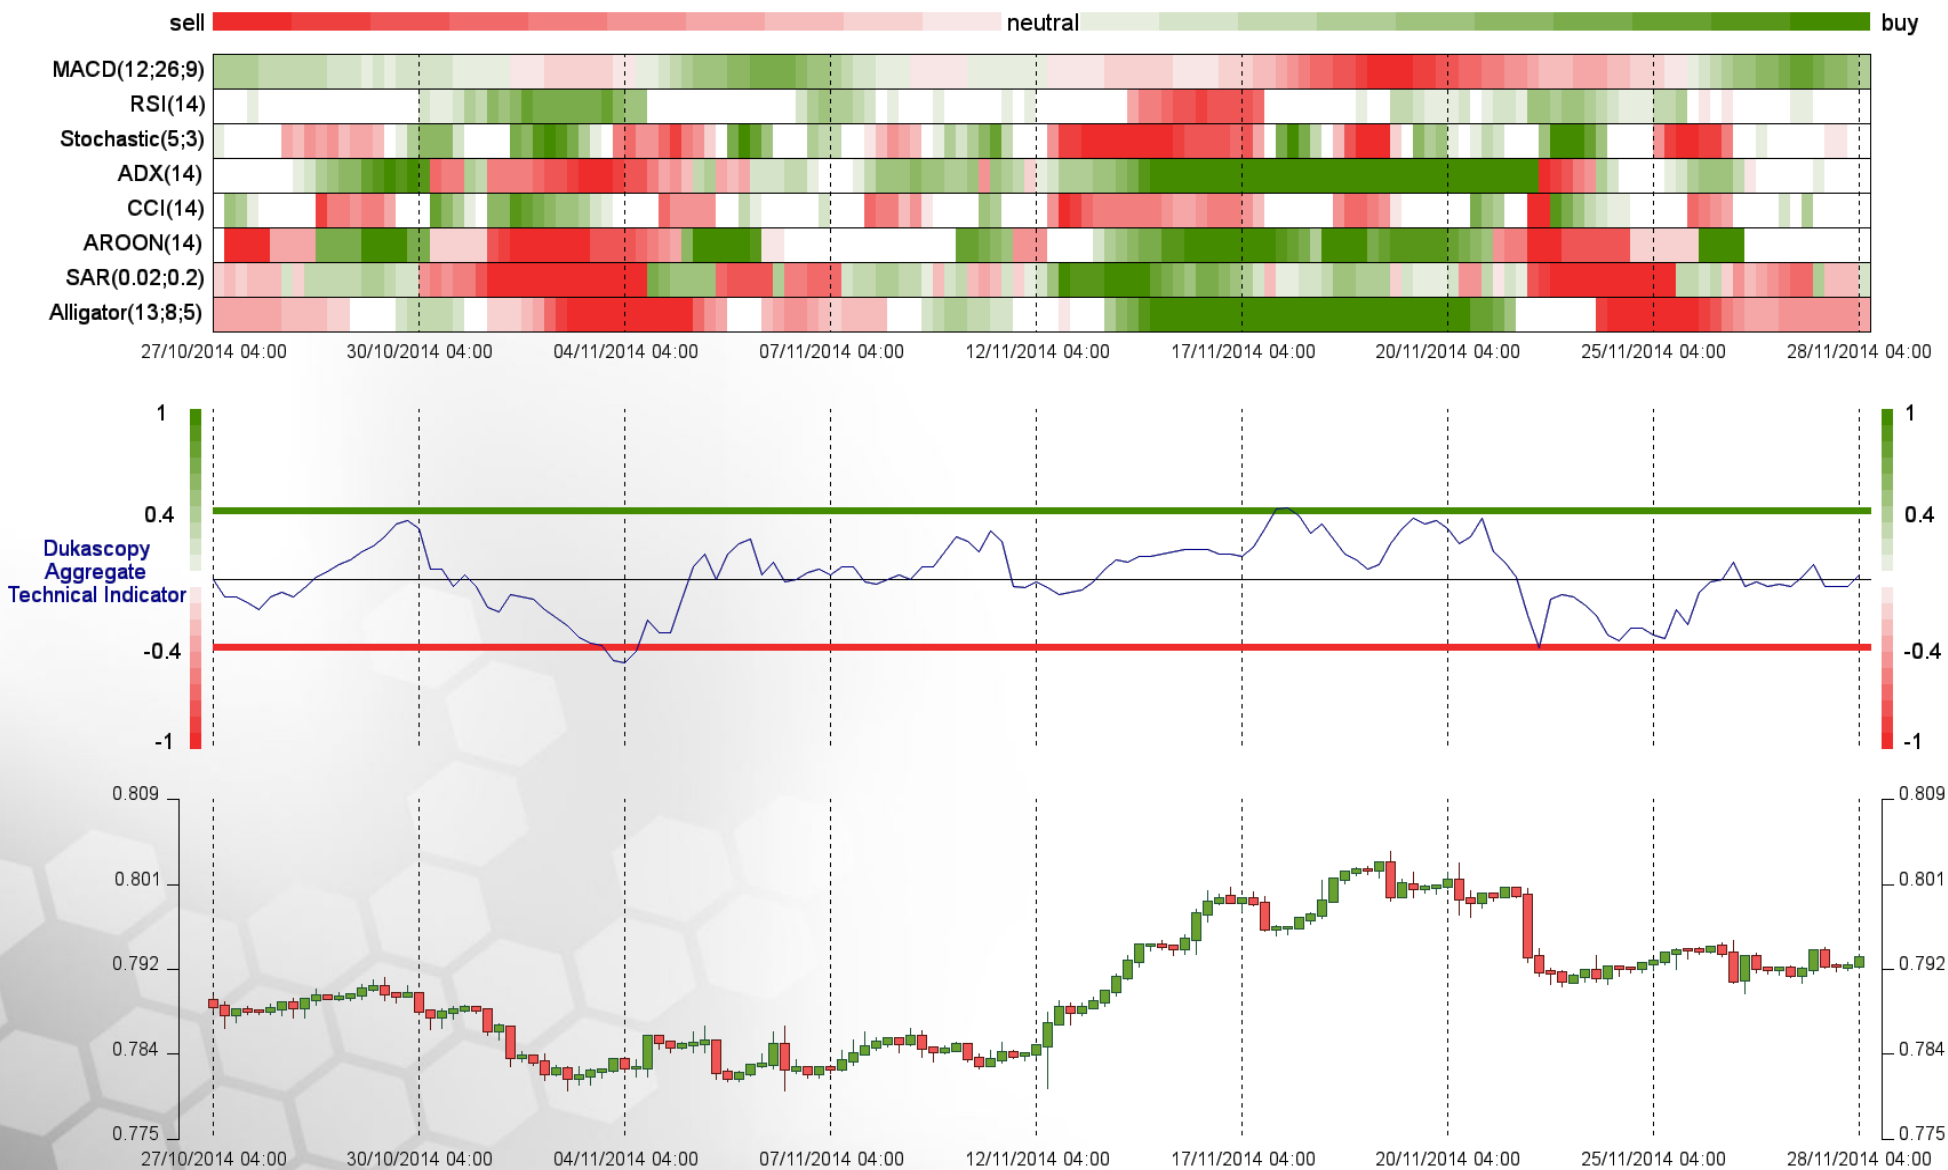 sell neutral buy
MACD(12;26;9)
RSI(14)
Stochastic(5;3)
ADX(14)
CCI(14)
AROON(14)
SAR(0.02;0.2)
Alligator(13;8;5)
27/10/2014 04:00 30/10/2014 04:00 04/11/2014 04:00 07/11/2014 04:00 12/11/2014 04:00 17/11/2014 04:00 20/11/2014 04:00 25/11/2014 04:00 28/11/2014 04:00
1 1
0.4 0.4
Dukascopy
Aggregate
Technical Indicator
-0.4 -0.4
-1 -1
0.809 0.809
0.801 0.801
0.792 0.792
0.784 0.784
0.775 0.775
27/10/2014 04:00 30/10/2014 04:00 04/11/2014 04:00 07/11/2014 04:00 12/11/2014 04:00 17/11/2014 04:00 20/11/2014 04:00 25/11/2014 04:00 28/11/2014 04:00